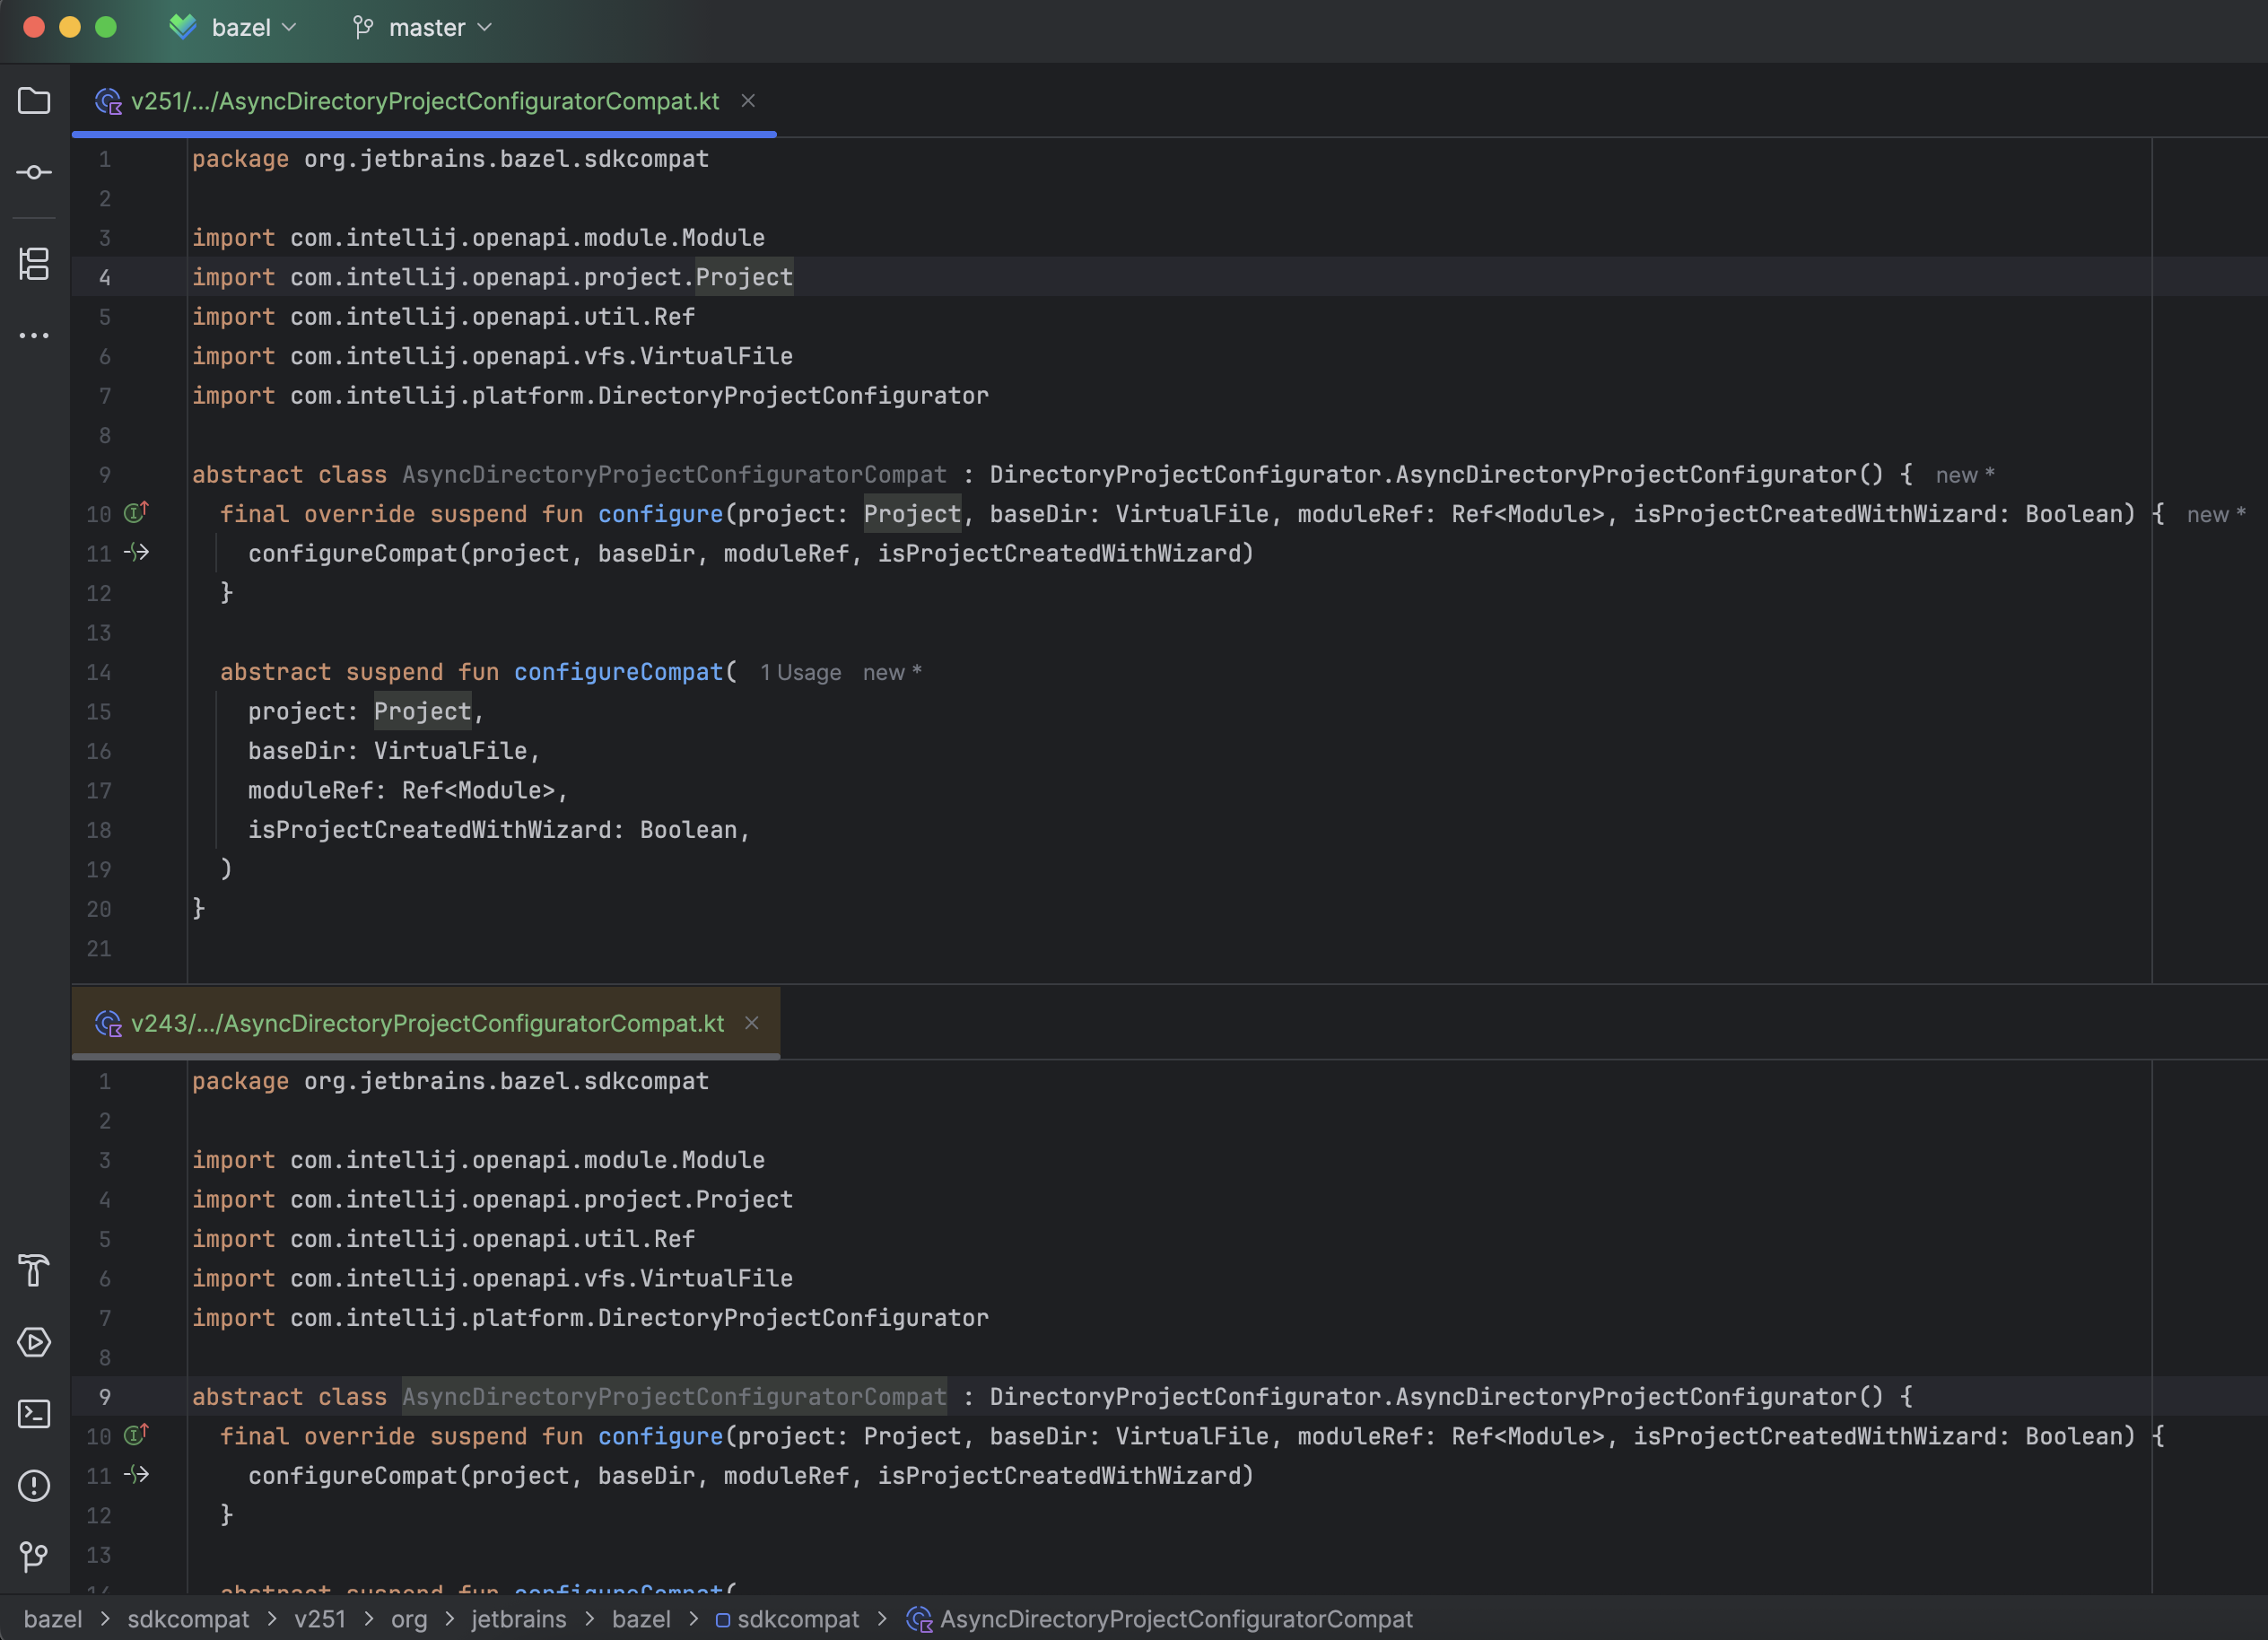 bazel master
v251/.../AsyncDirectoryProjectConfiguratorCompat.kt
1 package org.jetbrains.bazel.sdkcompat
2
3 import com.intellij.openapi.module.Module
4 import com.intellij.openapi.project.Project
5 import com.intellij.openapi.util.Ref
6 import com.intellij.openapi.vfs.VirtualFile
7 import com.intellij.platform.DirectoryProjectConfigurator
8
9 abstract class AsyncDirectoryProjectConfiguratorCompat : DirectoryProjectConfigurator.AsyncDirectoryProjectConfigurator() { new *
10 final override suspend fun configure(project: Project, baseDir: VirtualFile, moduleRef: Ref<Module>, isProjectCreatedWithWizard: Boolean) { new *
11 configureCompat(project, baseDir, moduleRef, isProjectCreatedWithWizard)
12 }
13
14 abstract suspend fun configureCompat( 1 Usage new *
15 project: Project,
16 baseDir: VirtualFile,
17 moduleRef: Ref<Module>,
18 isProjectCreatedWithWizard: Boolean,
19 )
20 }
21
v243/.../AsyncDirectoryProjectConfiguratorCompat.kt
1 package org.jetbrains.bazel.sdkcompat
2
3 import com.intellij.openapi.module.Module
4 import com.intellij.openapi.project.Project
5 import com.intellij.openapi.util.Ref
6 import com.intellij.openapi.vfs.VirtualFile
7 import com.intellij.platform.DirectoryProjectConfigurator
8
9 abstract class AsyncDirectoryProjectConfiguratorCompat : DirectoryProjectConfigurator.AsyncDirectoryProjectConfigurator() {
10 final override suspend fun configure(project: Project, baseDir: VirtualFile, moduleRef: Ref<Module>, isProjectCreatedWithWizard: Boolean) {
11 configureCompat(project, baseDir, moduleRef, isProjectCreatedWithWizard)
12 }
13
14 abstract suspend fun configureCompat(
bazel > sdkcompat > v251 > org > jetbrains > bazel > sdkcompat > AsyncDirectoryProjectConfiguratorCompat